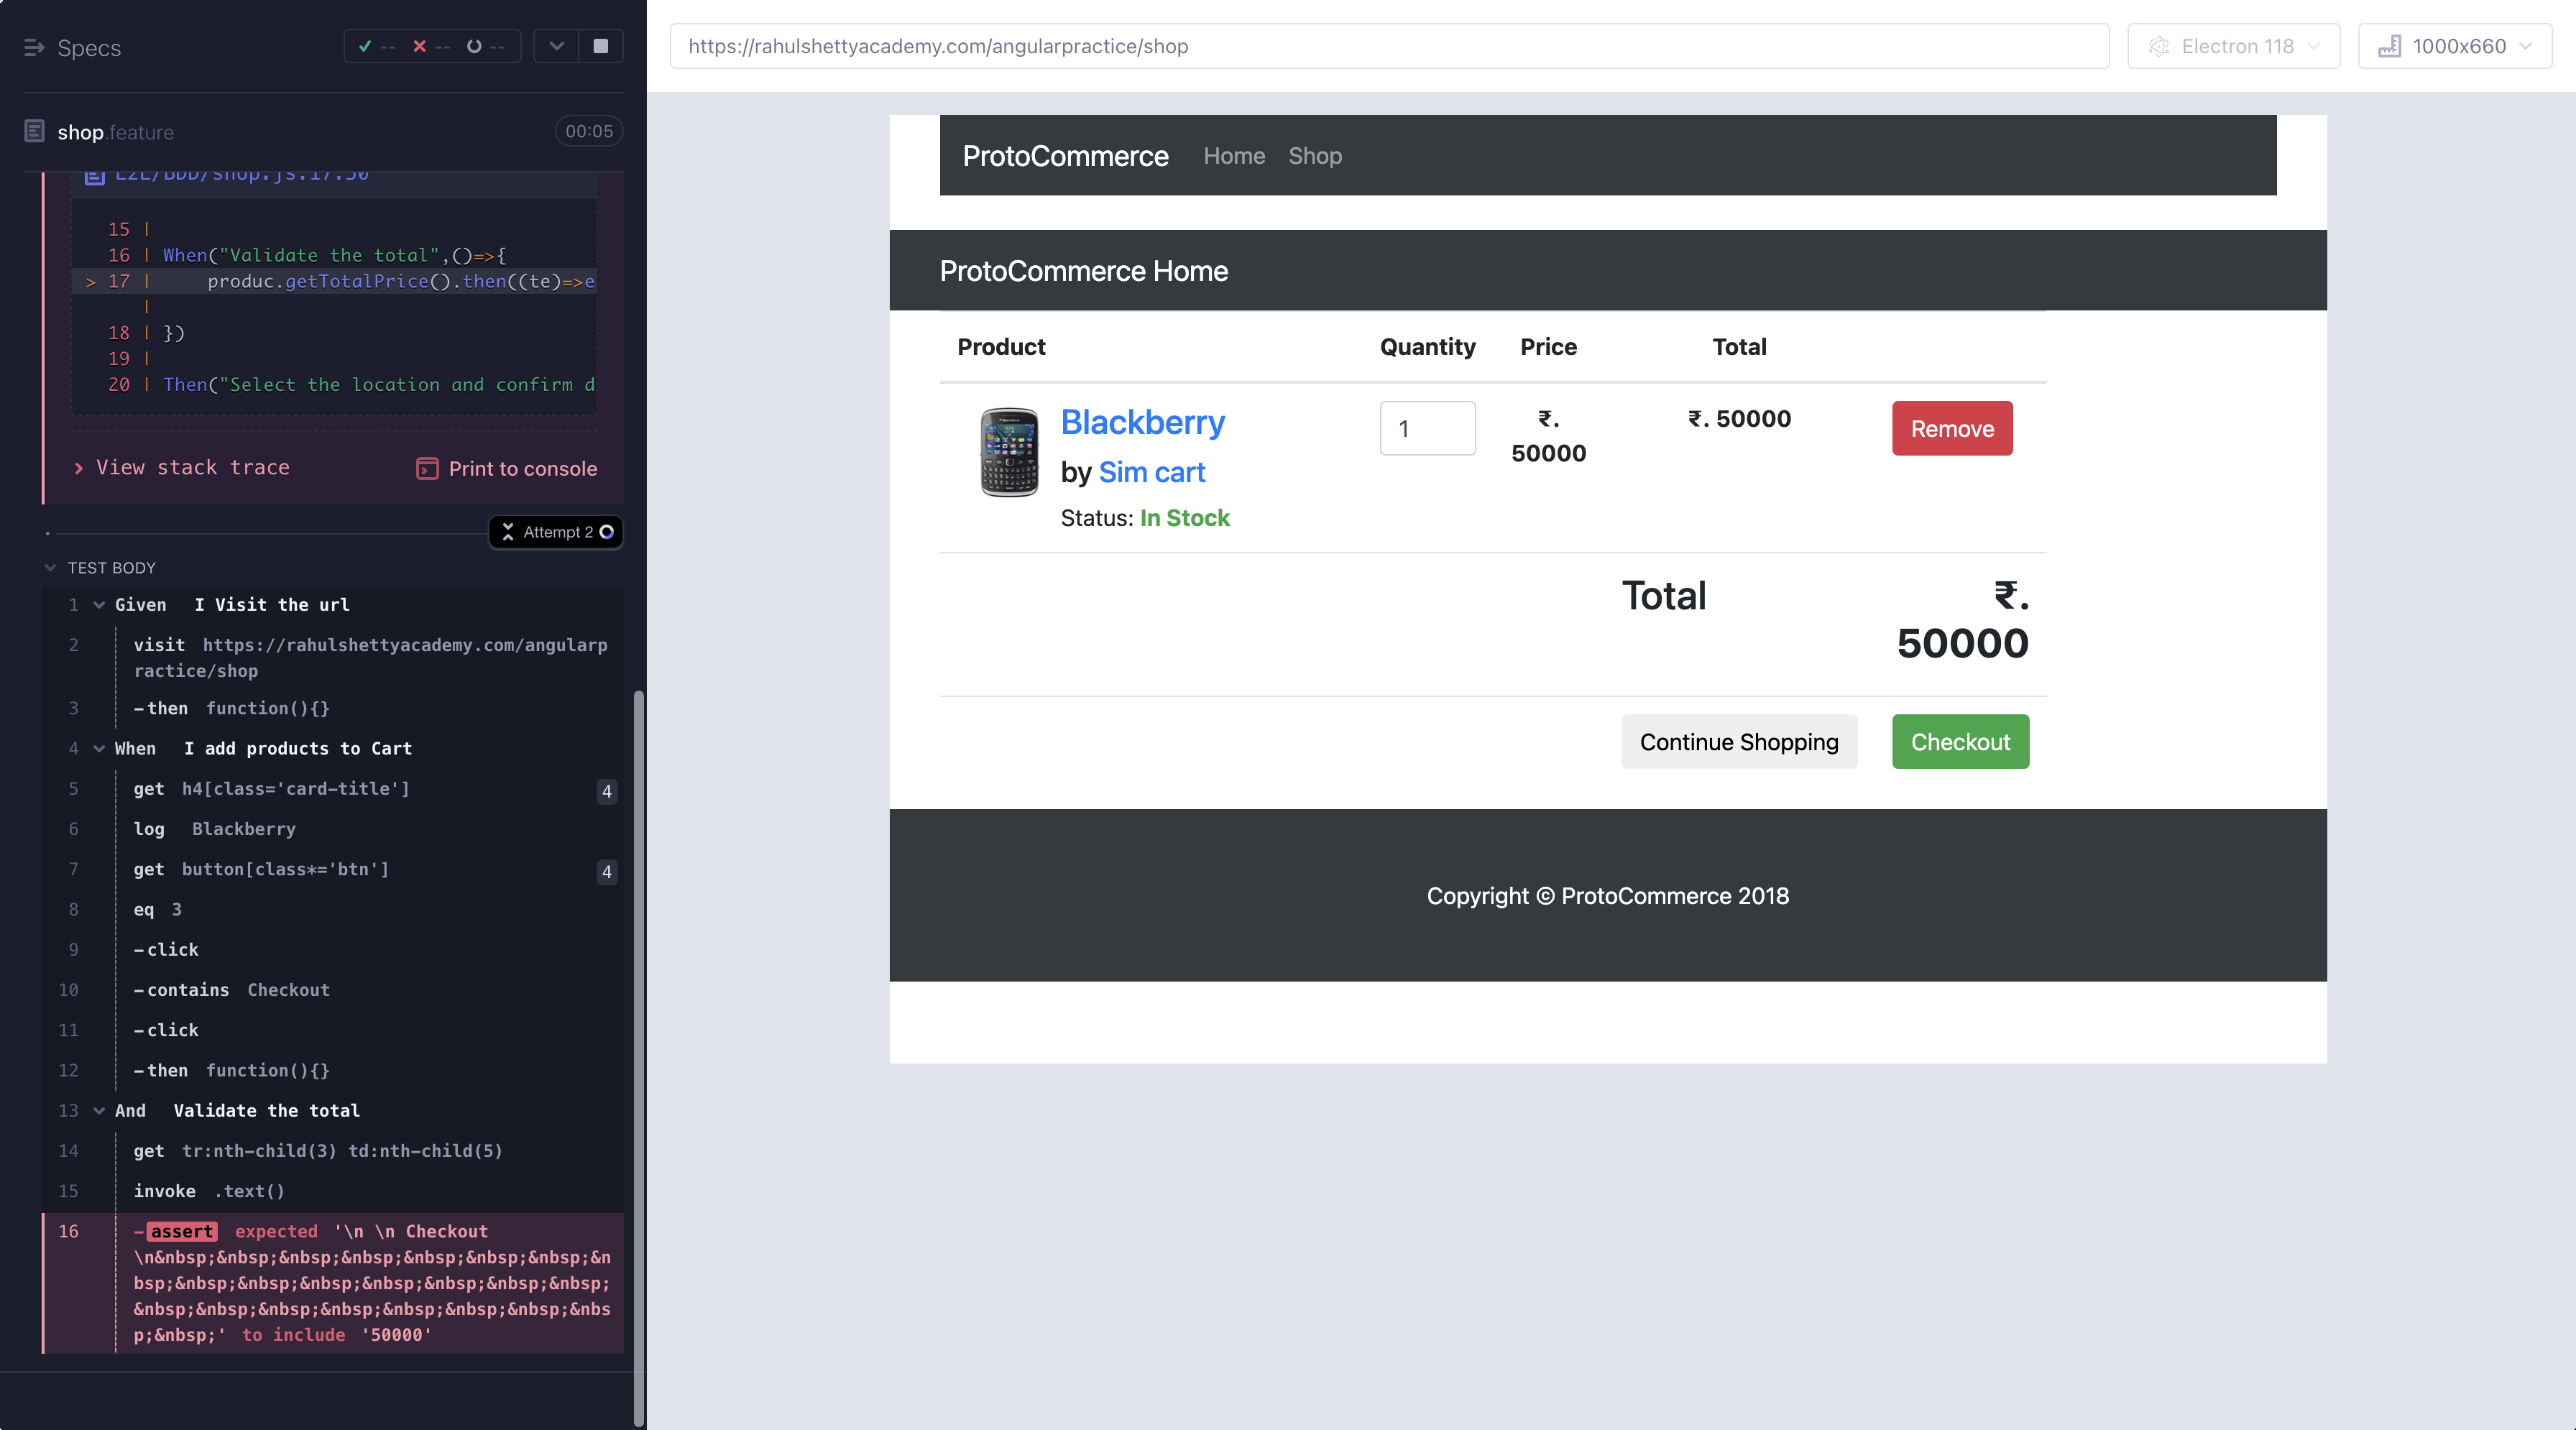 Specs
-- -- --
shop.feature
00:05
E2E/BDD/shop.js:17:30
15 |
16 | When("Validate the total",()=>{
> 17 | produc.getTotalPrice().then((te)=>e
|
18 | })
19 |
20 | Then("Select the location and confirm d
View stack trace
Print to console
Attempt 2
TEST BODY
1 Given I Visit the url
2 visit https://rahulshettyacademy.com/angularp
ractice/shop
3 -then function(){}
4 When I add products to Cart
5 get h4[class='card-title'] 4
6 log Blackberry
7 get button[class*='btn'] 4
8 eq 3
9 -click
10 -contains Checkout
11 -click
12 -then function(){}
13 And Validate the total
14 get tr:nth-child(3) td:nth-child(5)
15 invoke .text()
16 -assert expected '\n \n Checkout
\n&nbsp;&nbsp;&nbsp;&nbsp;&nbsp;&nbsp;&nbsp;&n
bsp;&nbsp;&nbsp;&nbsp;&nbsp;&nbsp;&nbsp;&nbsp;
&nbsp;&nbsp;&nbsp;&nbsp;&nbsp;&nbsp;&nbsp;&nbs
p;&nbsp;' to include '50000'
https://rahulshettyacademy.com/angularpractice/shop
Electron 118
1000x660
ProtoCommerce Home Shop
ProtoCommerce Home
Product Quantity Price Total
Blackberry
by Sim cart
Status: In Stock
1
₹.
50000
₹. 50000
Remove
Total
₹.
50000
Continue Shopping
Checkout
Copyright © ProtoCommerce 2018